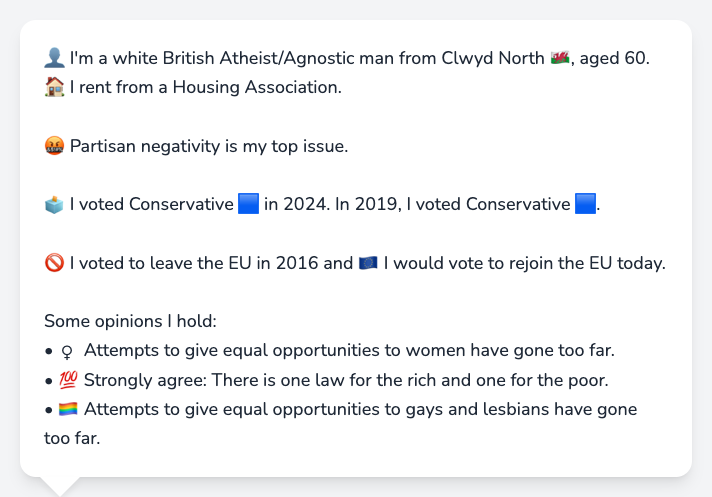 👤 I'm a white British Atheist/Agnostic man from Clwyd North 🏴󠁧󠁢󠁷󠁬󠁳󠁿, aged 60.
🏠 I rent from a Housing Association.
🤬 Partisan negativity is my top issue.
🗳️ I voted Conservative 🟦 in 2024. In 2019, I voted Conservative 🟦.
🚫 I voted to leave the EU in 2016 and 🇪🇺 I would vote to rejoin the EU today.
Some opinions I hold:
• ♀ Attempts to give equal opportunities to women have gone too far.
• 💯 Strongly agree: There is one law for the rich and one for the poor.
• 🏳️‍🌈 Attempts to give equal opportunities to gays and lesbians have gone
too far.